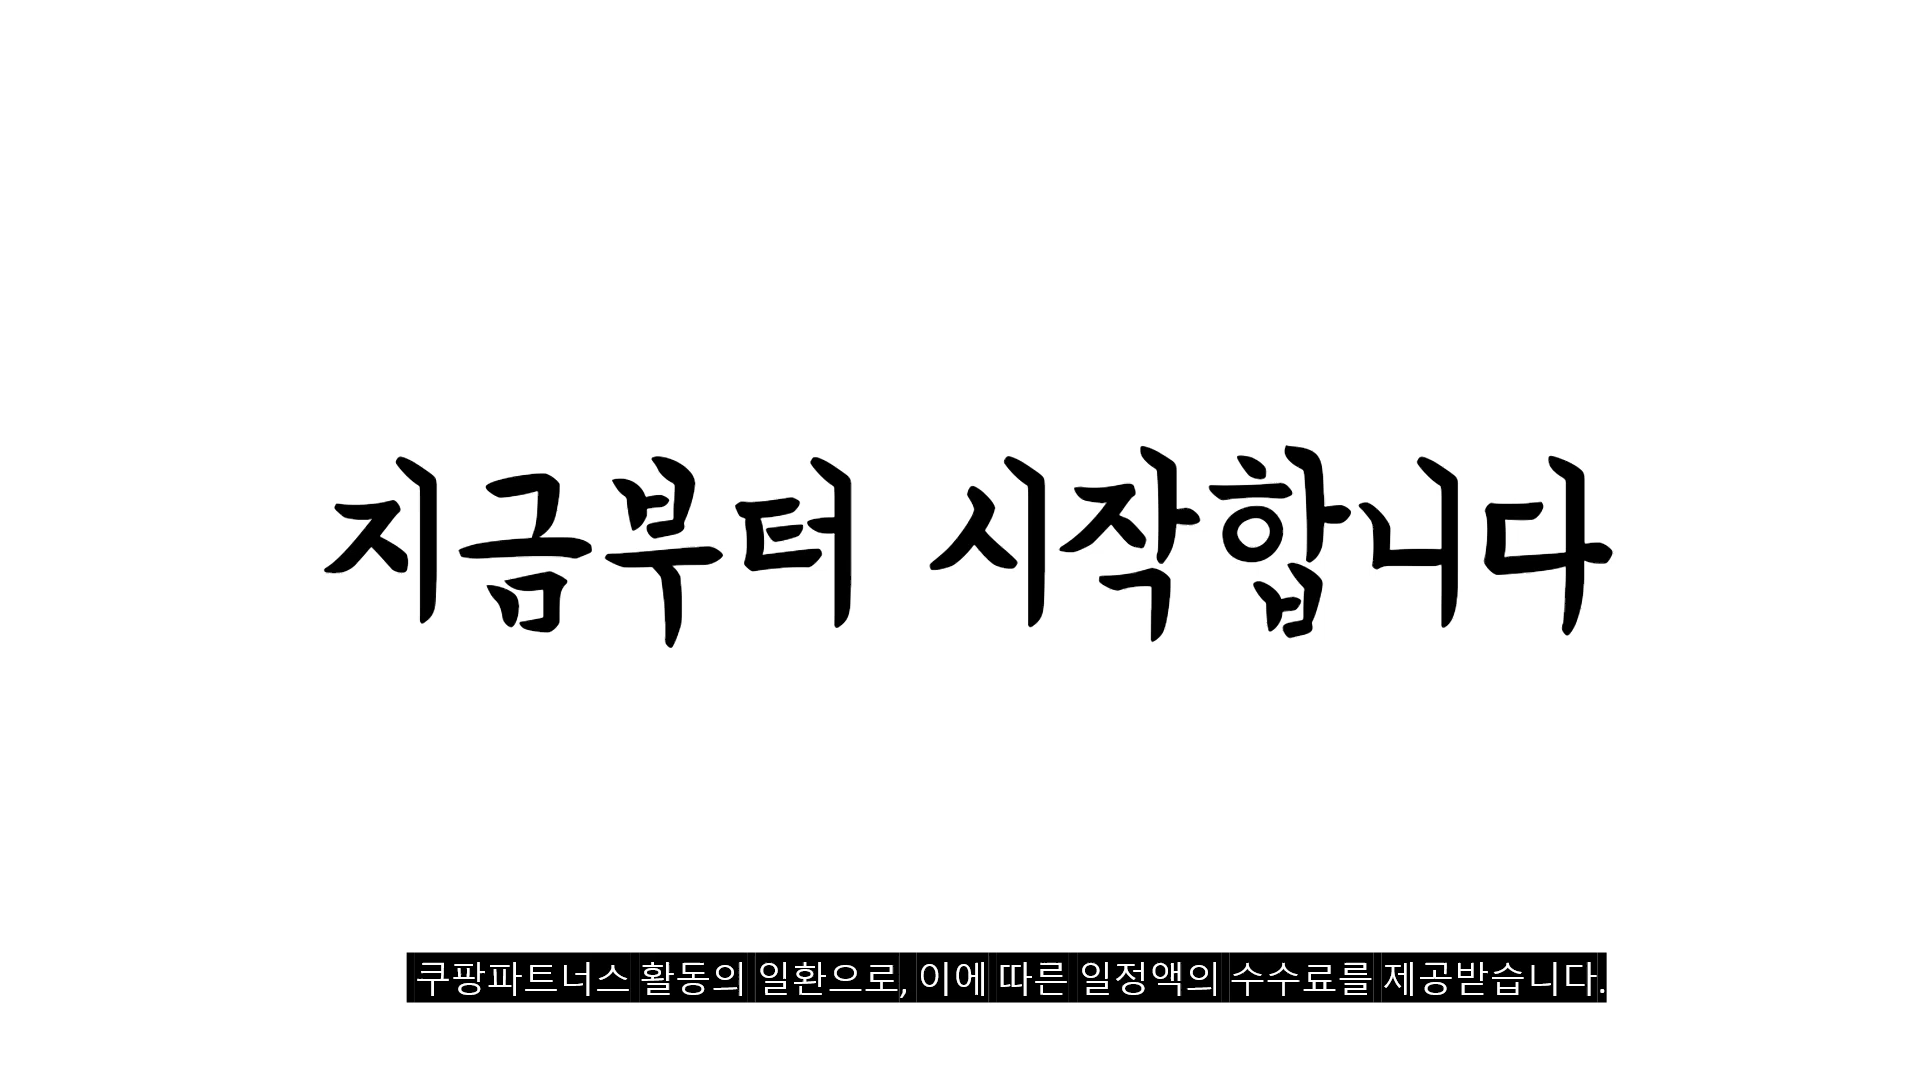 지금부터 시작합니다
쿠팡파트너스 활동의 일환으로, 이에 따른 일정액의 수수료를 제공받습니다.